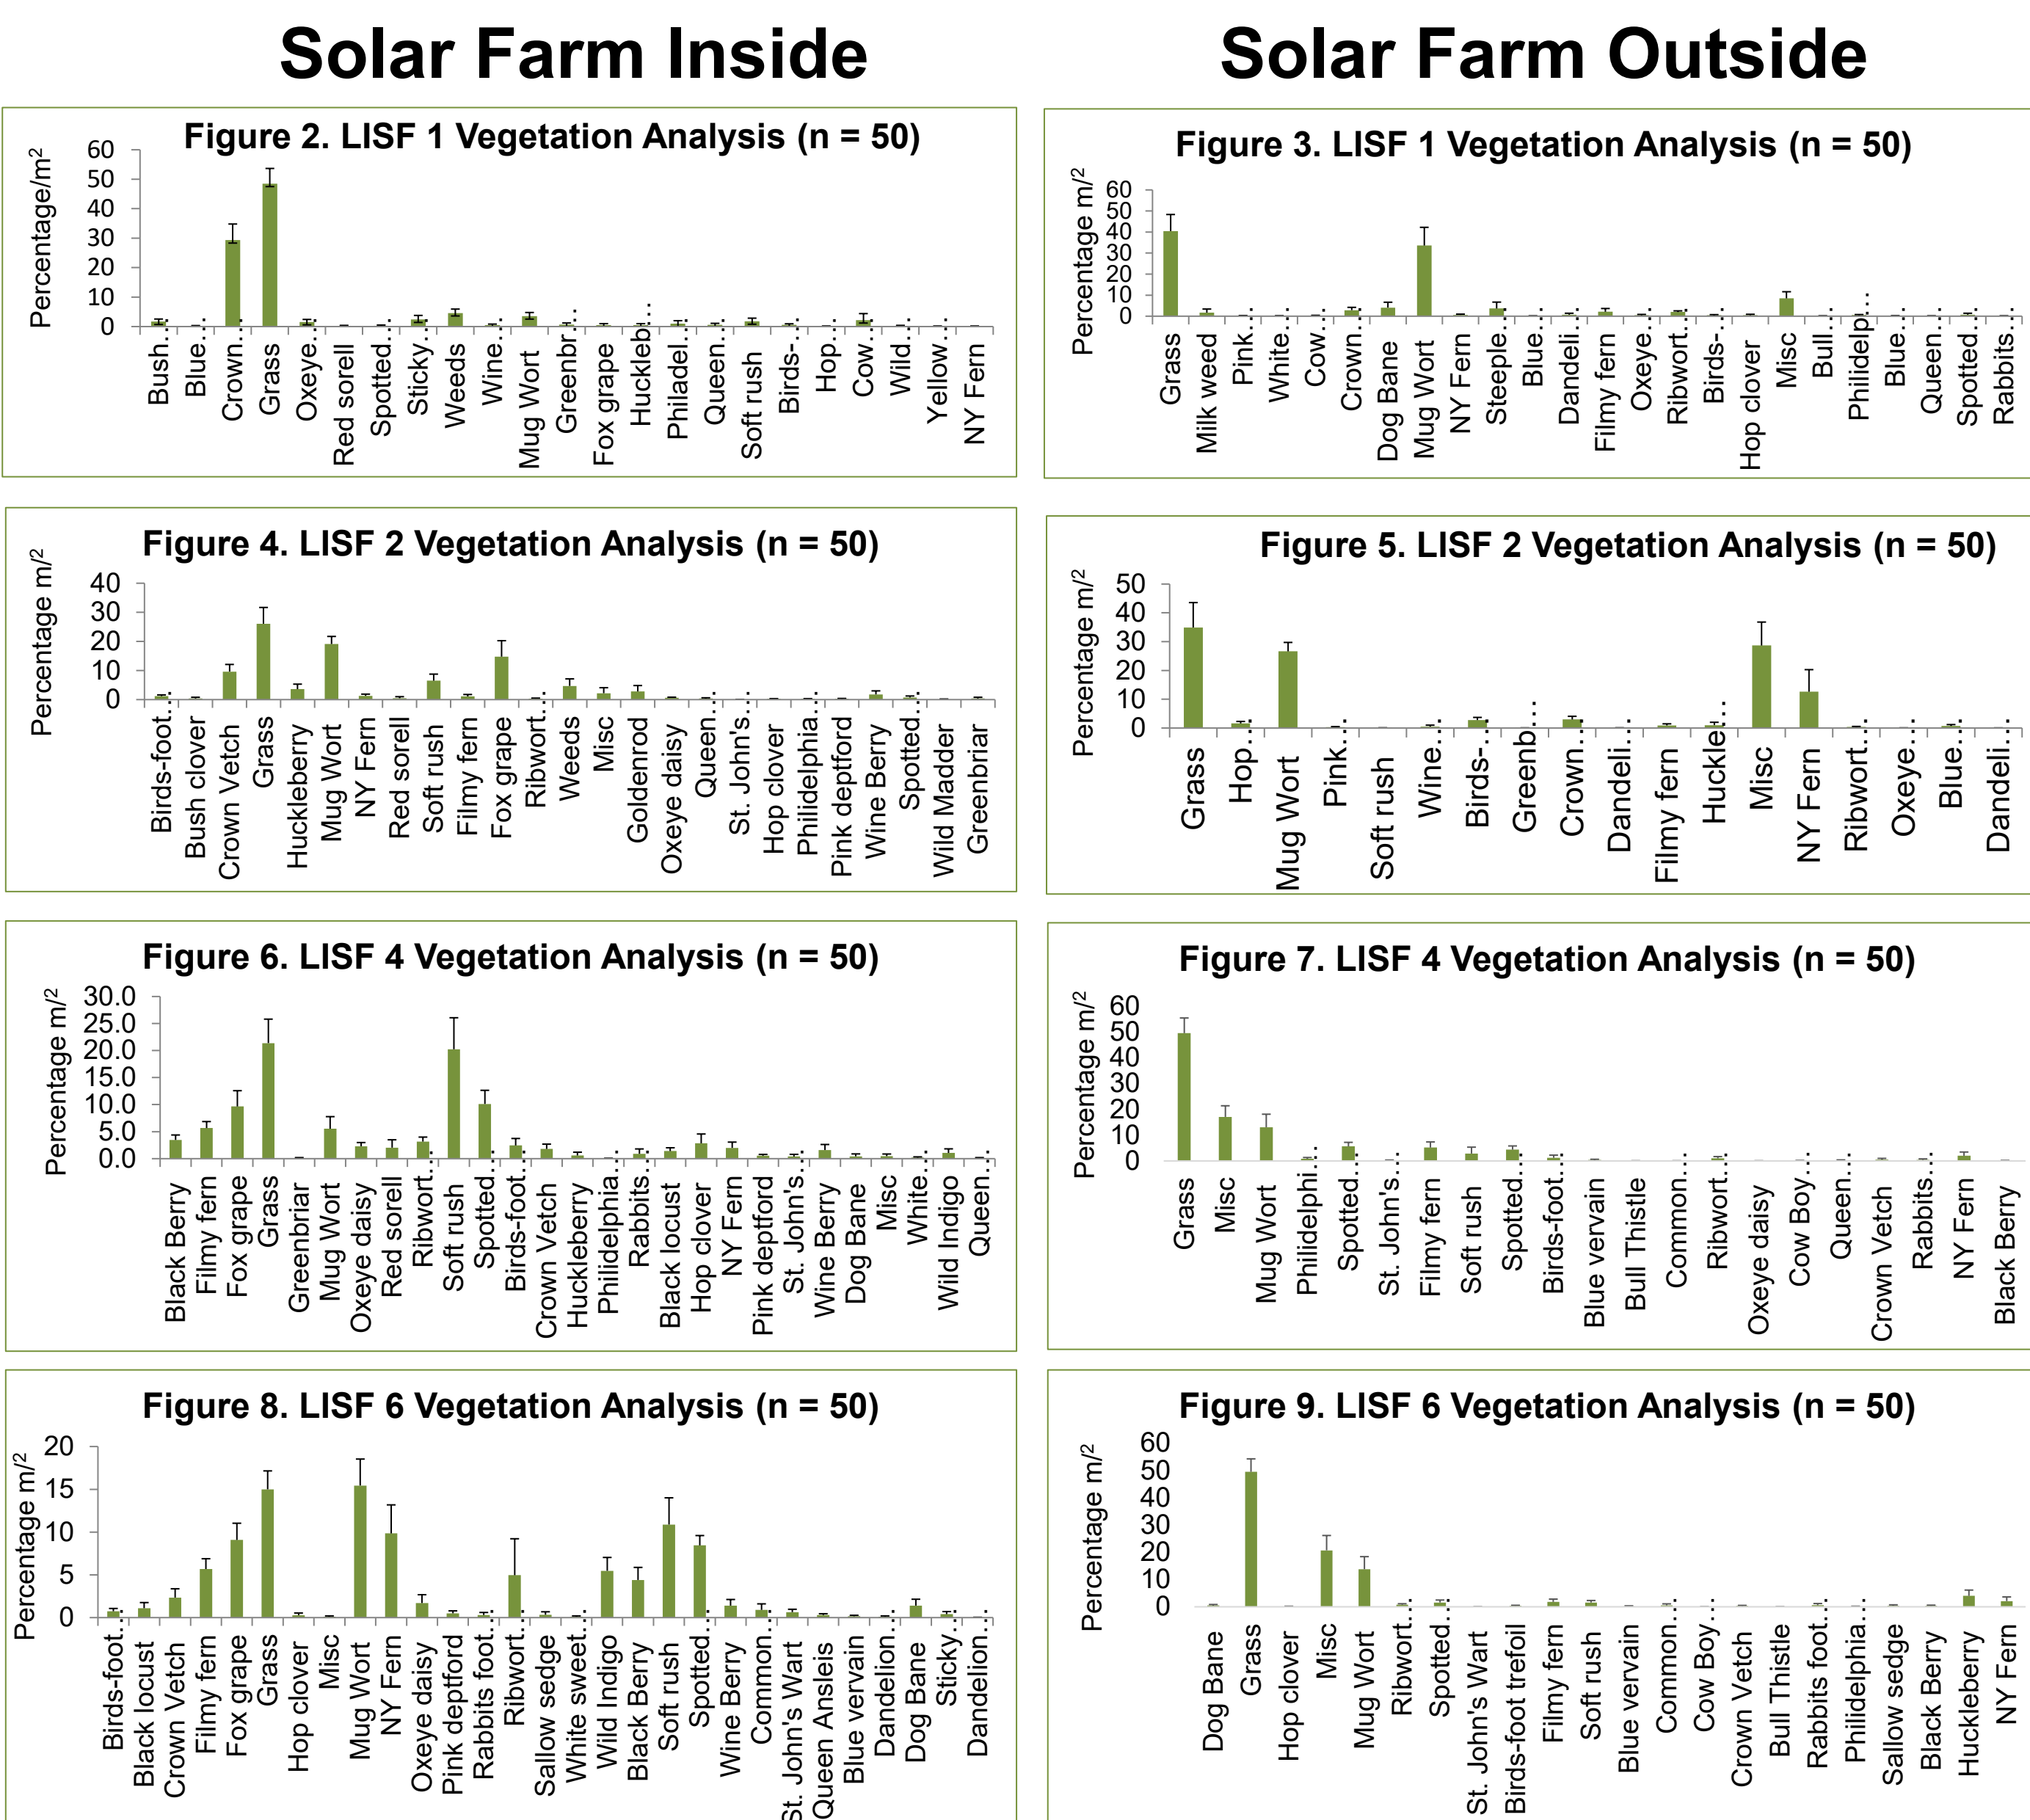 Solar Farm Inside
Solar Farm Outside
Figure 2. LISF 1 Vegetation Analysis (n = 50)
Percentage/m2
60
50
40
30
20
10
0
Bush…
Blue…
Crown…
Grass
Oxeye…
Red sorell
Spotted…
Sticky…
Weeds
Wine…
Mug Wort
Greenbr…
Fox grape
Huckleb…
Philadel…
Queen…
Soft rush
Birds-…
Hop…
Cow…
Wild…
Yellow…
NY Fern
Figure 3. LISF 1 Vegetation Analysis (n = 50)
Percentage m/2
60
50
40
30
20
10
0
Grass
Milk weed
Pink…
White…
Cow…
Crown…
Dog Bane
Mug Wort
NY Fern
Steeple…
Blue…
Dandeli…
Filmy fern
Oxeye…
Ribwort…
Birds-…
Hop clover
Misc
Bull…
Philidelp…
Blue…
Queen…
Spotted…
Rabbits…
Figure 4. LISF 2 Vegetation Analysis (n = 50)
Percentage m/2
40
30
20
10
0
Birds-foot…
Bush clover
Crown Vetch
Grass
Huckleberry
Mug Wort
NY Fern
Red sorell
Soft rush
Filmy fern
Fox grape
Ribwort…
Weeds
Misc
Goldenrod
Oxeye daisy
Queen…
St. John's…
Hop clover
Philidelphia…
Pink deptford
Wine Berry
Spotted…
Wild Madder
Greenbriar
Figure 5. LISF 2 Vegetation Analysis (n = 50)
Percentage m/2
50
40
30
20
10
0
Grass
Hop…
Mug Wort
Pink…
Soft rush
Wine…
Birds-…
Greenb…
Crown…
Dandeli…
Filmy fern
Huckle…
Misc
NY Fern
Ribwort…
Oxeye…
Blue…
Dandeli…
Figure 6. LISF 4 Vegetation Analysis (n = 50)
Percentage m/2
30.0
25.0
20.0
15.0
10.0
5.0
0.0
Black Berry
Filmy fern
Fox grape
Grass
Greenbriar
Mug Wort
Oxeye daisy
Red sorell
Ribwort…
Soft rush
Spotted…
Birds-foot…
Crown Vetch
Huckleberry
Philidelphia…
Rabbits…
Black locust
Hop clover
NY Fern
Pink deptford
St. John's…
Wine Berry
Dog Bane
Misc
White…
Wild Indigo
Queen…
Figure 7. LISF 4 Vegetation Analysis (n = 50)
Percentage m/2
60
50
40
30
20
10
0
Grass
Misc
Mug Wort
Philidelphi…
Spotted…
St. John's…
Filmy fern
Soft rush
Spotted…
Birds-foot…
Blue vervain
Bull Thistle
Common…
Ribwort…
Oxeye daisy
Cow Boy…
Queen…
Crown Vetch
Rabbits…
NY Fern
Black Berry
Figure 8. LISF 6 Vegetation Analysis (n = 50)
Percentage m/2
20
15
10
5
0
Birds-foot…
Black locust
Crown Vetch
Filmy fern
Fox grape
Grass
Hop clover
Misc
Mug Wort
NY Fern
Oxeye daisy
Pink deptford
Rabbits foot…
Ribwort…
Sallow sedge
White sweet…
Wild Indigo
Black Berry
Soft rush
Spotted…
Wine Berry
Common…
St. John's Wart
Queen Ansleis
Blue vervain
Dandelion…
Dog Bane
Sticky…
Dandelion…
Figure 9. LISF 6 Vegetation Analysis (n = 50)
Percentage m/2
60
50
40
30
20
10
0
Dog Bane
Grass
Hop clover
Misc
Mug Wort
Ribwort…
Spotted…
St. John's Wart
Birds-foot trefoil
Filmy fern
Soft rush
Blue vervain
Common…
Cow Boy…
Crown Vetch
Bull Thistle
Rabbits foot…
Philidelphia…
Sallow sedge
Black Berry
Huckleberry
NY Fern